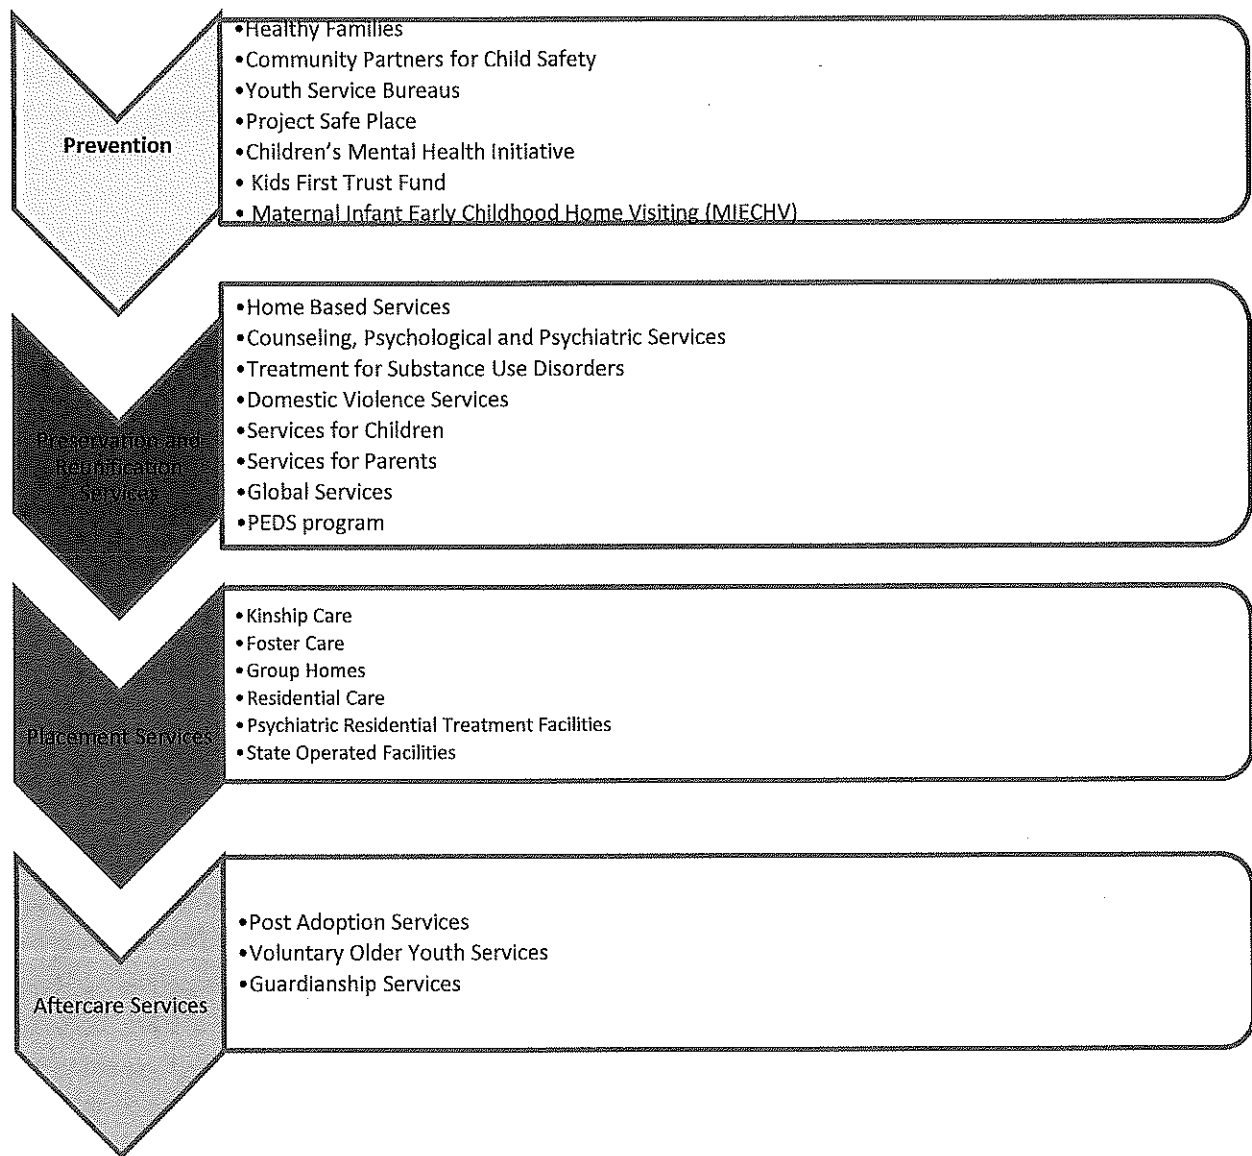 Prevention
•Healthy Families
•Community Partners for Child Safety
•Youth Service Bureaus
•Project Safe Place
•Children's Mental Health Initiative
• Kids First Trust Fund
• Maternal Infant Early Childhood Home Visiting (MIECHV)
Preservation and
Reunification
Services
•Home Based Services
•Counseling, Psychological and Psychiatric Services
•Treatment for Substance Use Disorders
•Domestic Violence Services
•Services for Children
•Services for Parents
•Global Services
•PEDS program
Placement Services
•Kinship Care
•Foster Care
•Group Homes
•Residential Care
•Psychiatric Residential Treatment Facilities
•State Operated Facilities
Aftercare Services
•Post Adoption Services
•Voluntary Older Youth Services
•Guardianship Services